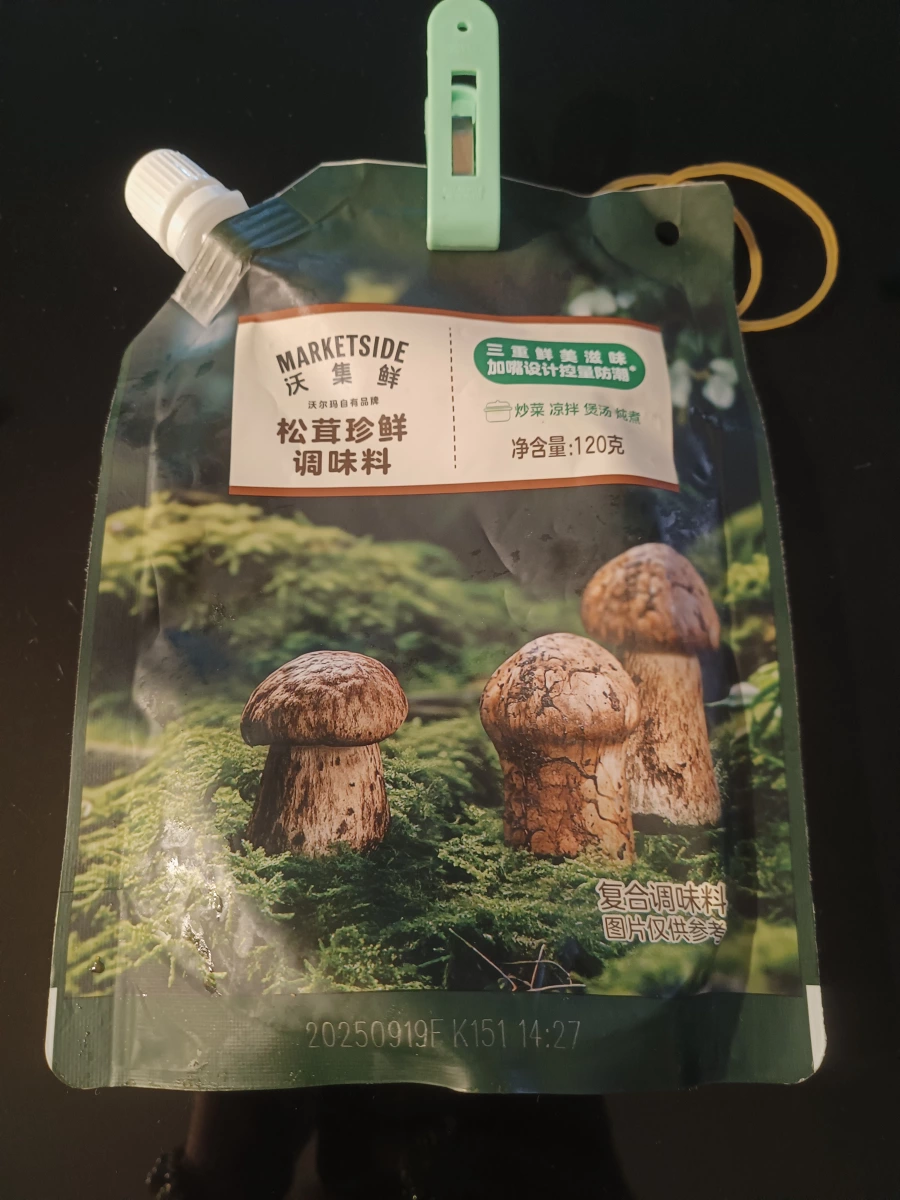 MARKETSIDE
沃集鲜
沃尔玛自有品牌
松茸珍鲜
调味料
三重鲜美滋味
加嘴设计控量防潮*
炒菜 凉拌 煲汤 炖煮
净含量:120克
复合调味料
图片仅供参考
20250919F K151 14:27